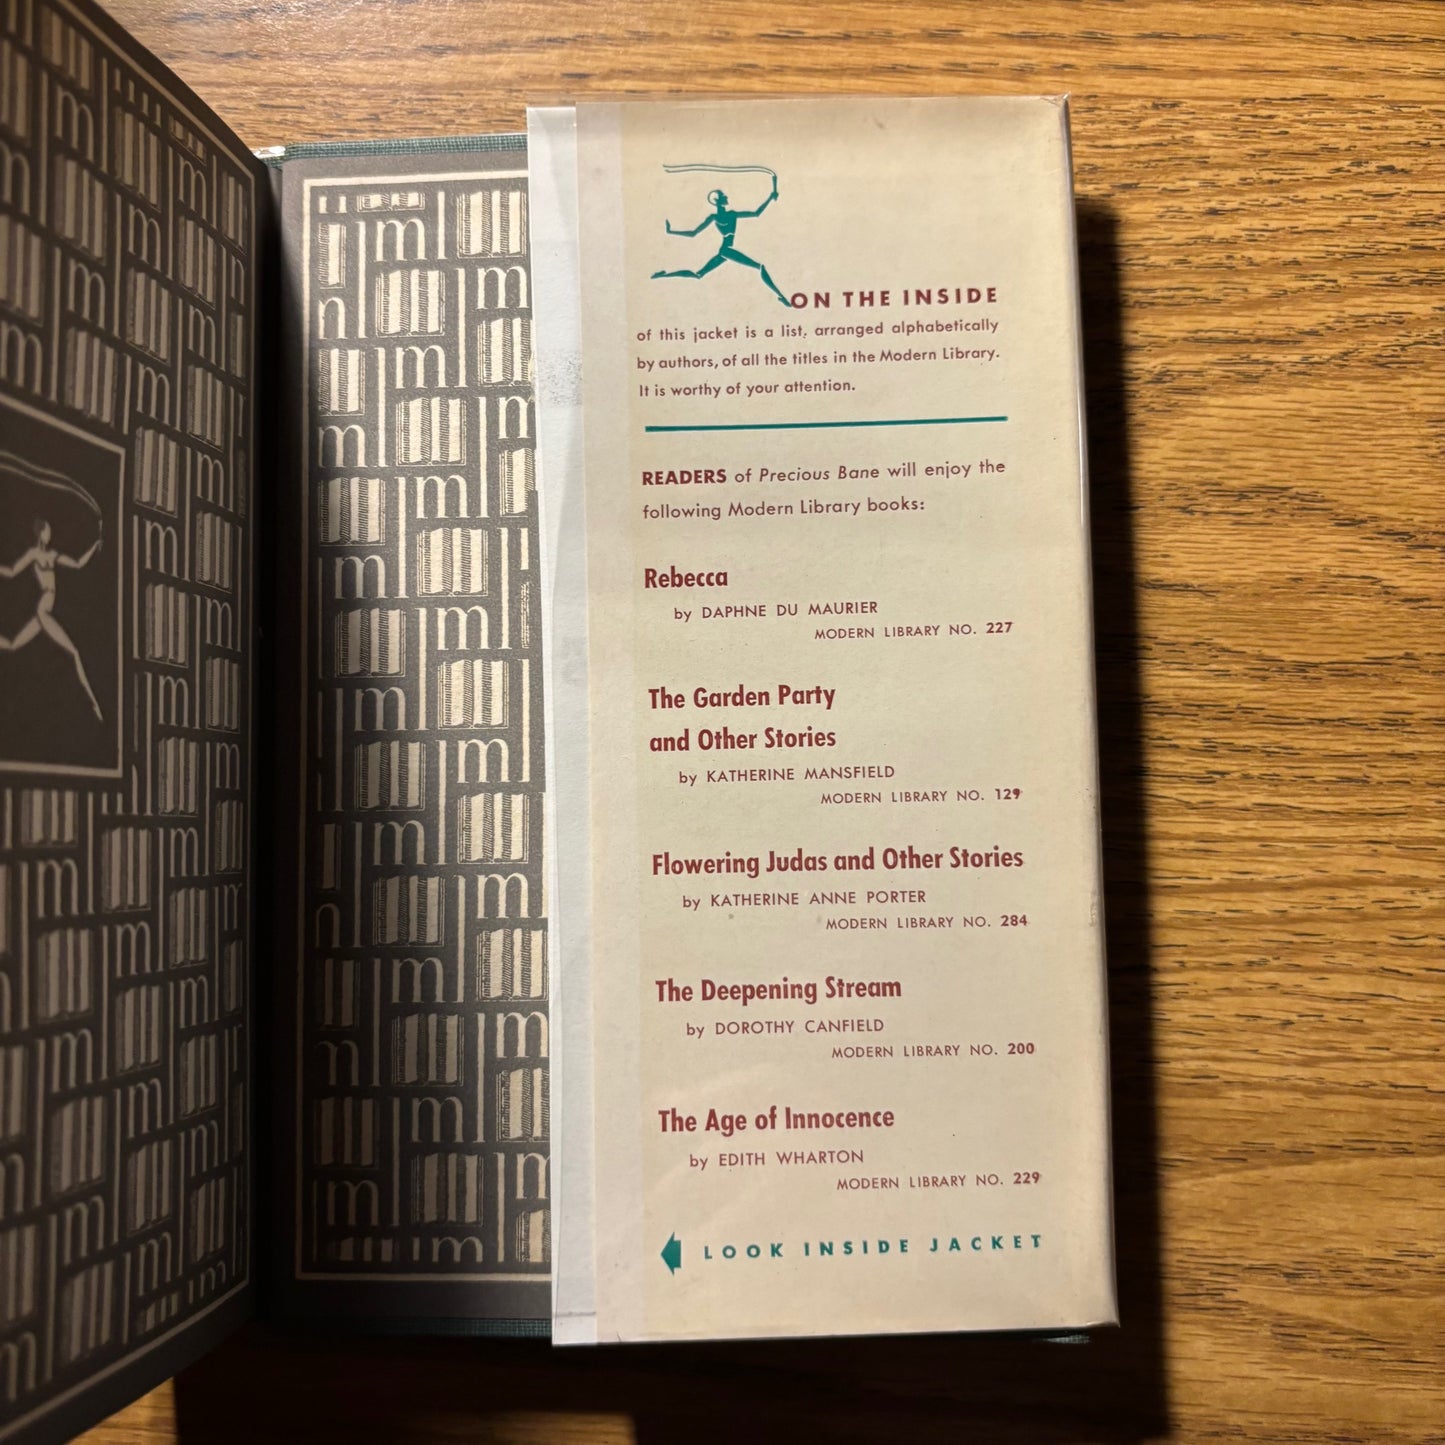 ON THE INSIDE
of this jacket is a list, arranged alphabetically
by authors, of all the titles in the Modern Library.
It is worthy of your attention.
READERS of Precious Bane will enjoy the
following Modern Library books:
Rebecca
by DAPHNE DU MAURIER
MODERN LIBRARY NO. 227
The Garden Party
and Other Stories
by KATHERINE MANSFIELD
MODERN LIBRARY NO. 129
Flowering Judas and Other Stories
by KATHERINE ANNE PORTER
MODERN LIBRARY NO. 284
The Deepening Stream
by DOROTHY CANFIELD
MODERN LIBRARY NO. 200
The Age of Innocence
by EDITH WHARTON
MODERN LIBRARY NO. 229
LOOK INSIDE JACKET